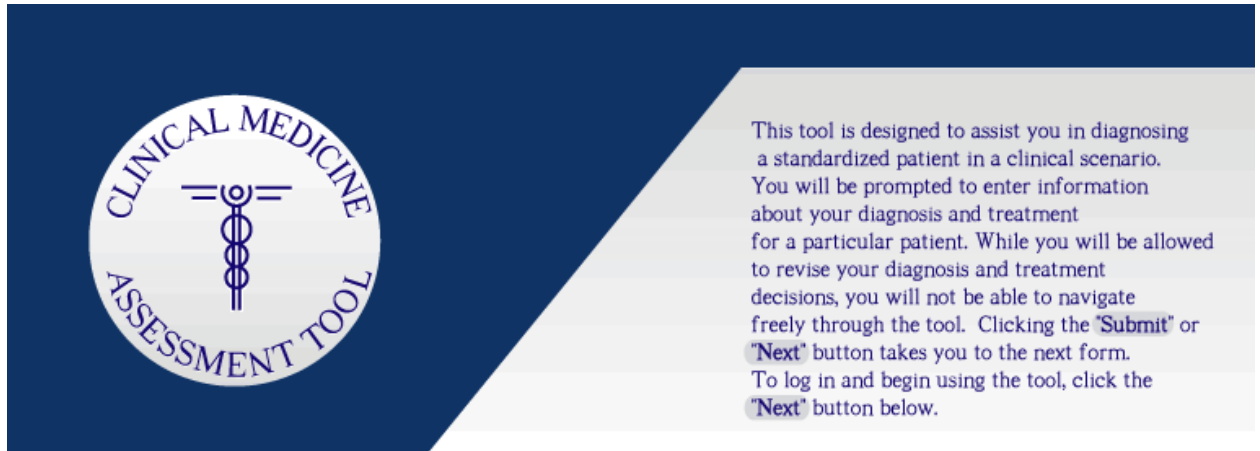 CLINICAL MEDICINE
ASSESSMENT TOOL
This tool is designed to assist you in diagnosing
a standardized patient in a clinical scenario.
You will be prompted to enter information
about your diagnosis and treatment
for a particular patient. While you will be allowed
to revise your diagnosis and treatment
decisions, you will not be able to navigate
freely through the tool. Clicking the "Submit" or
"Next" button takes you to the next form.
To log in and begin using the tool, click the
"Next" button below.